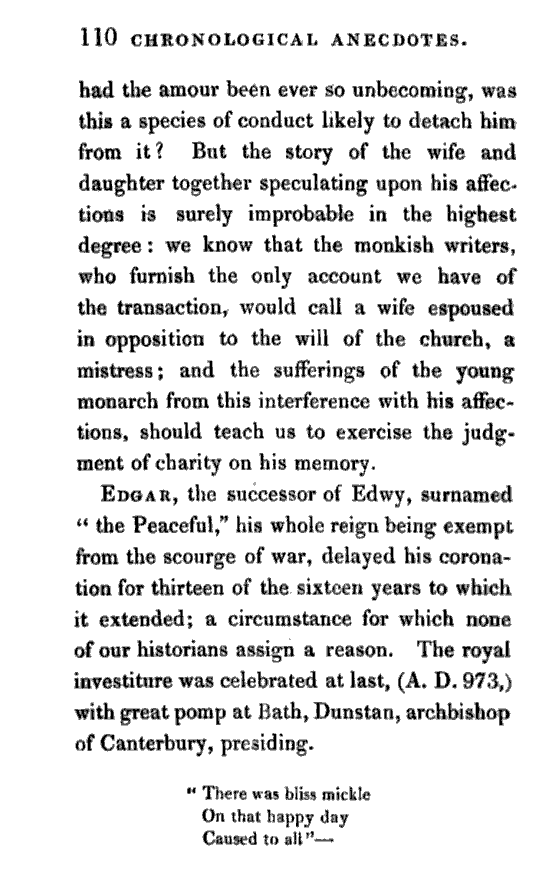 110 CHRONOLOGICAL ANECDOTES.
had the amour been ever so unbecoming, was
this a species of conduct likely to detach him
from it? But the story of the wife and
daughter together speculating upon his affec-
tions is surely improbable in the highest
degree: we know that the monkish writers,
who furnish the only account we have of
the transaction, would call a wife espoused
in opposition to the will of the church, a
mistress; and the sufferings of the young
monarch from this interference with his affec-
tions, should teach us to exercise the judg-
ment of charity on his memory.
EDGAR, the successor of Edwy, surnamed
“ the Peaceful,” his whole reign being exempt
from the scourge of war, delayed his corona-
tion for thirteen of the sixteen years to which
it extended; a circumstance for which none
of our historians assign a reason. The royal
investiture was celebrated at last, (A. D. 973,)
with great pomp at Bath, Dunstan, archbishop
of Canterbury, presiding.
“ There was bliss mickle
On that happy day
Caused to all”—